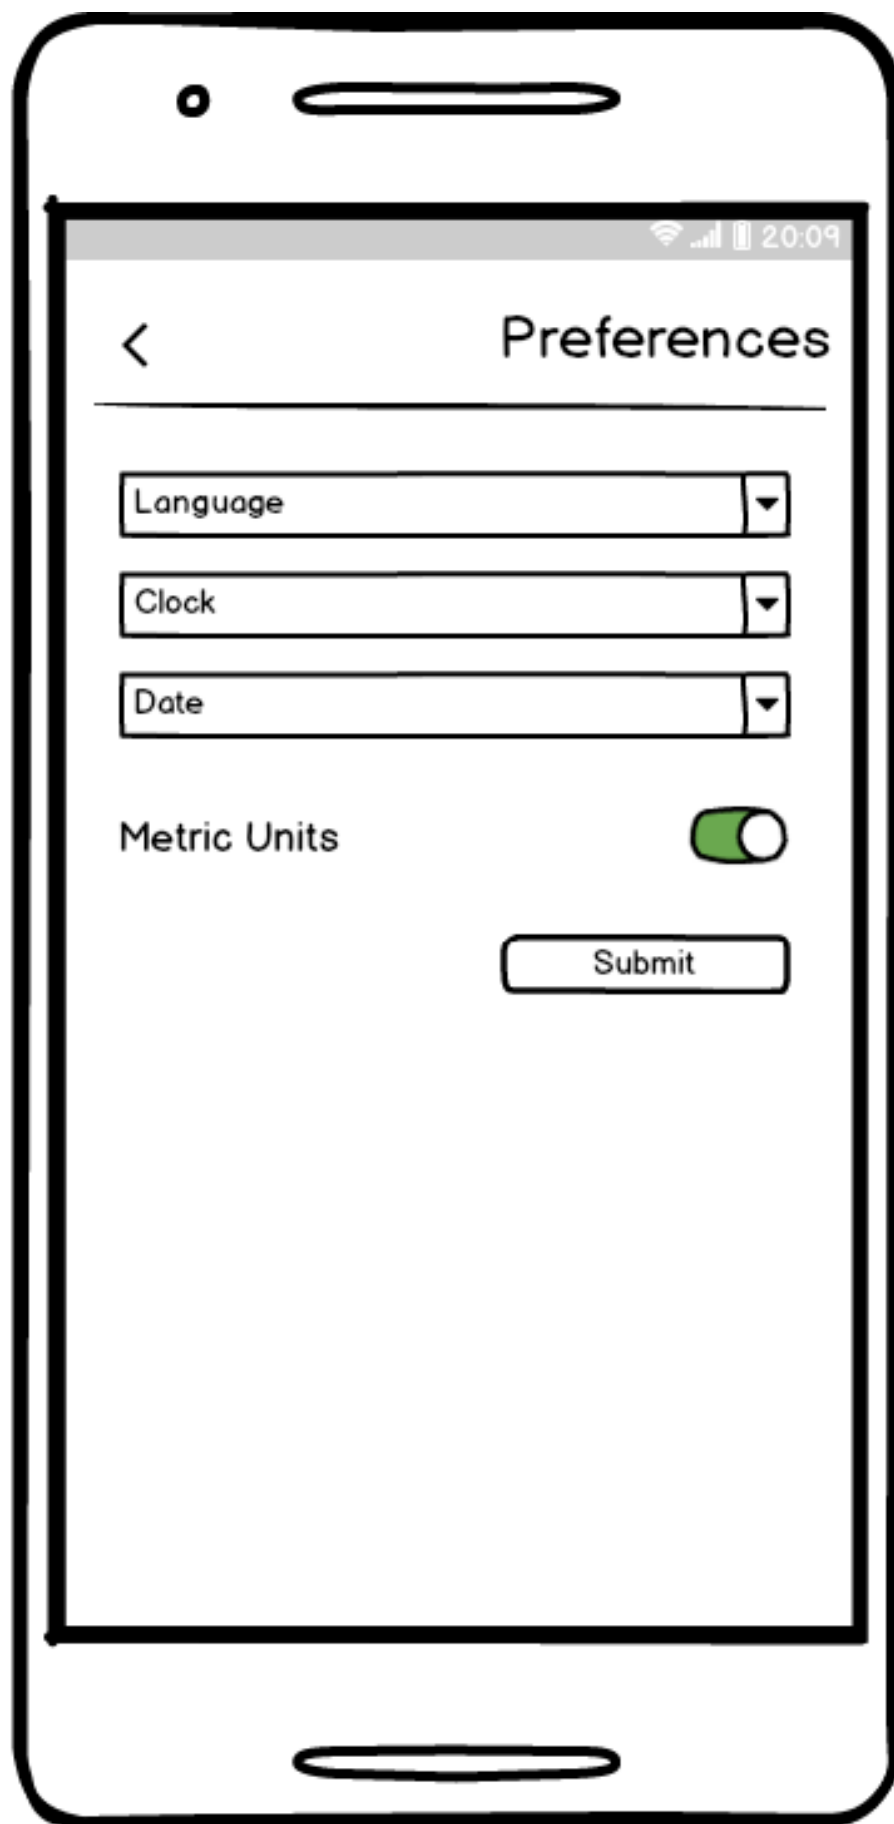 20:09
Preferences
Language
Clock
Date
Metric Units
Submit